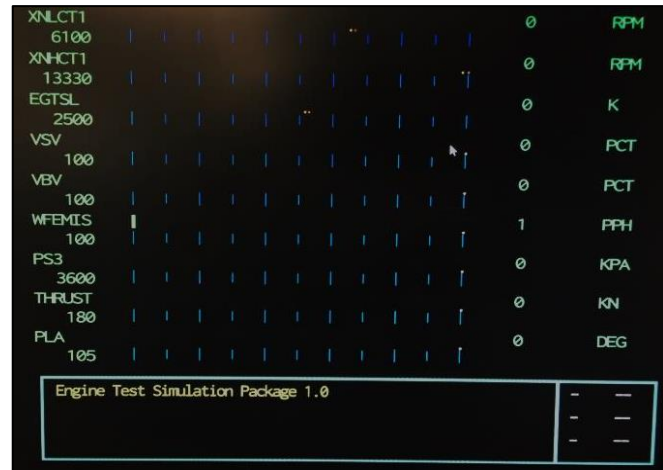 XNLCT1 0 RPM
6100
XNHCT1 0 RPM
13330
EGTSL 0 K
2500
VSV 0 PCT
100
VBV 0 PCT
100
WFEMIS 1 PPH
100
PS3 0 KPA
3600
THRUST 0 KN
180
PLA 0 DEG
105
Engine Test Simulation Package 1.0